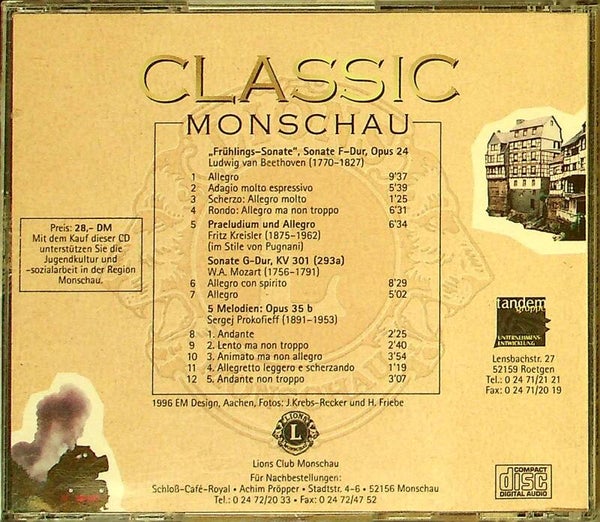 CLASSIC
MONSCHAU
„Frühlings-Sonate", Sonate F-Dur, Opus 24
Ludwig van Beethoven (1770-1827)
1 Allegro 9'37
2 Adagio molto espressivo 5'39
3 Scherzo: Allegro molto 1'25
4 Rondo: Allegro ma non troppo 6'31
5 Praeludium und Allegro 6'34
Fritz Kreisler (1875-1962)
(im Stile von Pugnani)
Sonate G-Dur, KV 301 (293a)
W.A. Mozart (1756-1791)
6 Allegro con spirito 8'29
7 Allegro 5'02
5 Melodien: Opus 35 b
Sergej Prokofieff (1891-1953)
8 1. Andante 2'25
9 2. Lento ma non troppo 2'40
10 3. Animato ma non allegro 3'54
11 4. Allegretto leggero e scherzando 1'19
12 5. Andante non troppo 3'07
1996 EM Design, Aachen, Fotos: J.Krebs-Recker und H. Friebe
Preis: 28,- DM
Mit dem Kauf dieser CD
unterstützen Sie die
Jugendkultur und
-sozialarbeit in der Region
Monschau.
tandem
gruppe
UNTERNEHMENS-
ENTWICKLUNG
Lensbachstr. 27
52159 Roetgen
Tel.: 0 24 71/21 21
Fax: 0 24 71/20 19
LIONS
L
MONSCHAU
Lions Club Monschau
Für Nachbestellungen:
Schloß-Café-Royal • Achim Pröpper • Stadtstr. 4-6 • 52156 Monschau
Tel.: 0 24 72/20 33 • Fax: 0 24 72/47 52
COMPACT
disc
DIGITAL AUDIO